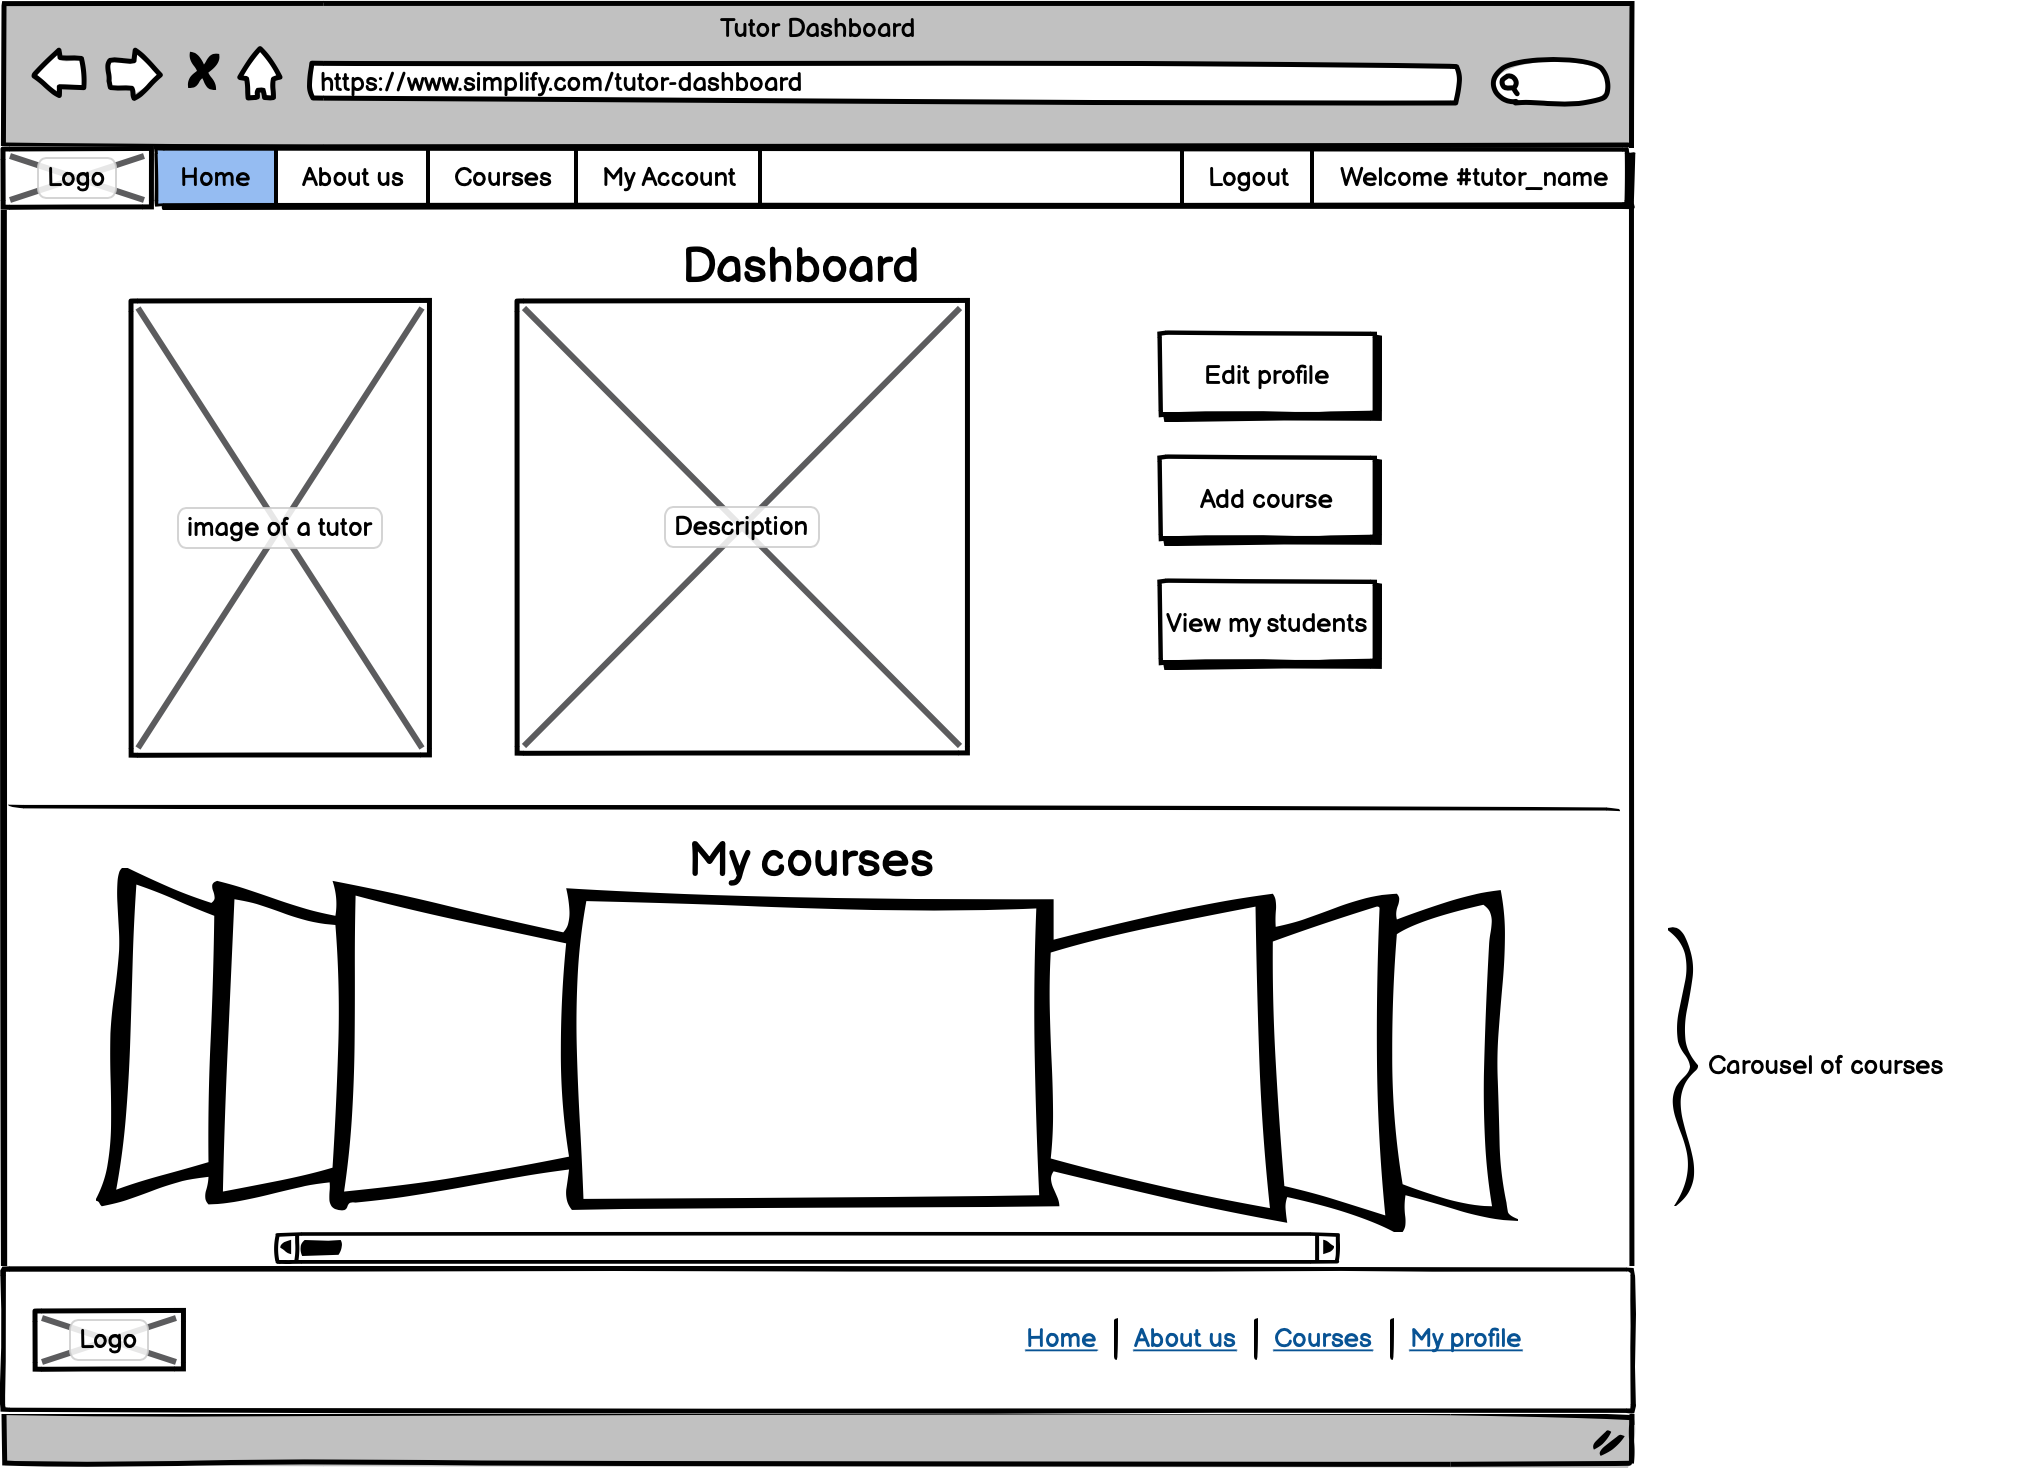 Tutor Dashboard
https://www.simplify.com/tutor-dashboard
Logo
Home
About us
Courses
My Account
Logout
Welcome #tutor_name
Dashboard
image of a tutor
Description
Edit profile
Add course
View my students
My courses
Carousel of courses
Logo
Home
About us
Courses
My profile